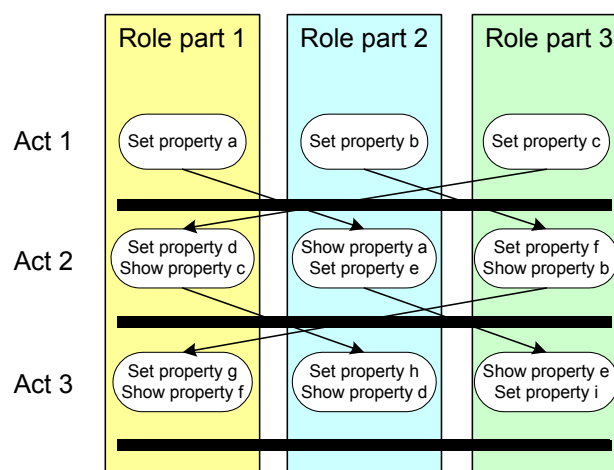 Role part 1
Role part 2
Role part 3
Act 1
Set property a
Set property b
Set property c
Act 2
Set property d
Show property c
Show property a
Set property e
Set property f
Show property b
Act 3
Set property g
Show property f
Set property h
Show property d
Show property e
Set property i